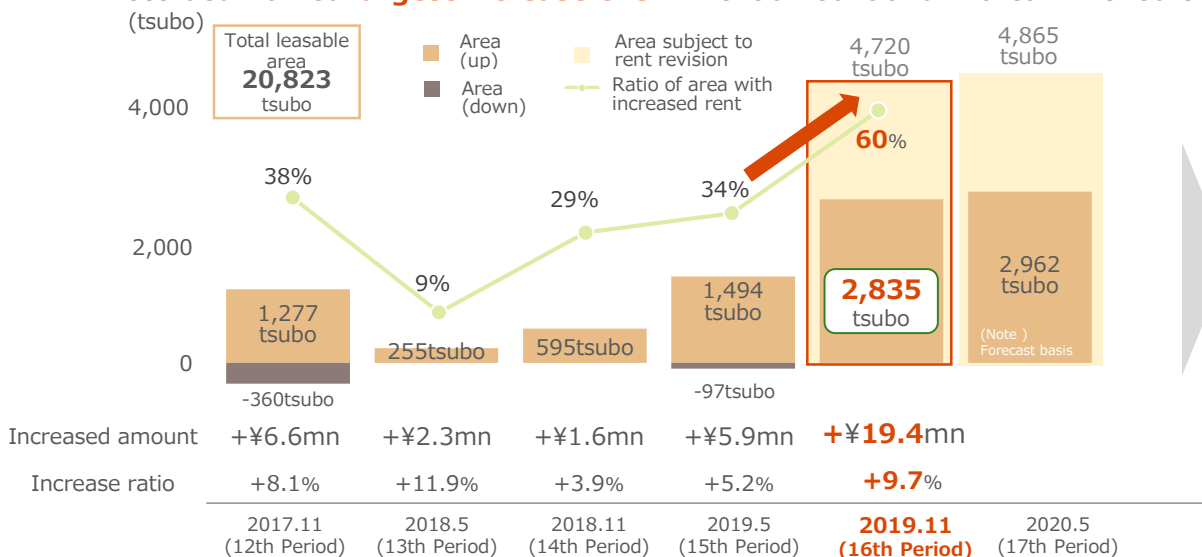 (tsubo)
Total leasable
area
20,823
tsubo
Area
(up)
Area
(down)
Area subject to
rent revision
Ratio of area with
increased rent
4,720
tsubo
4,865
tsubo
4,000
2,000
0
38%
9%
29%
34%
60%
1,277
tsubo
255tsubo
595tsubo
1,494
tsubo
2,835
tsubo
2,962
tsubo
(Note )
Forecast basis
-360tsubo
-97tsubo
Increased amount +¥6.6mn +¥2.3mn +¥1.6mn +¥5.9mn +¥19.4mn
Increase ratio +8.1% +11.9% +3.9% +5.2% +9.7%
2017.11 2018.5 2018.11 2019.5 2019.11 2020.5
(12th Period) (13th Period) (14th Period) (15th Period) (16th Period) (17th Period)